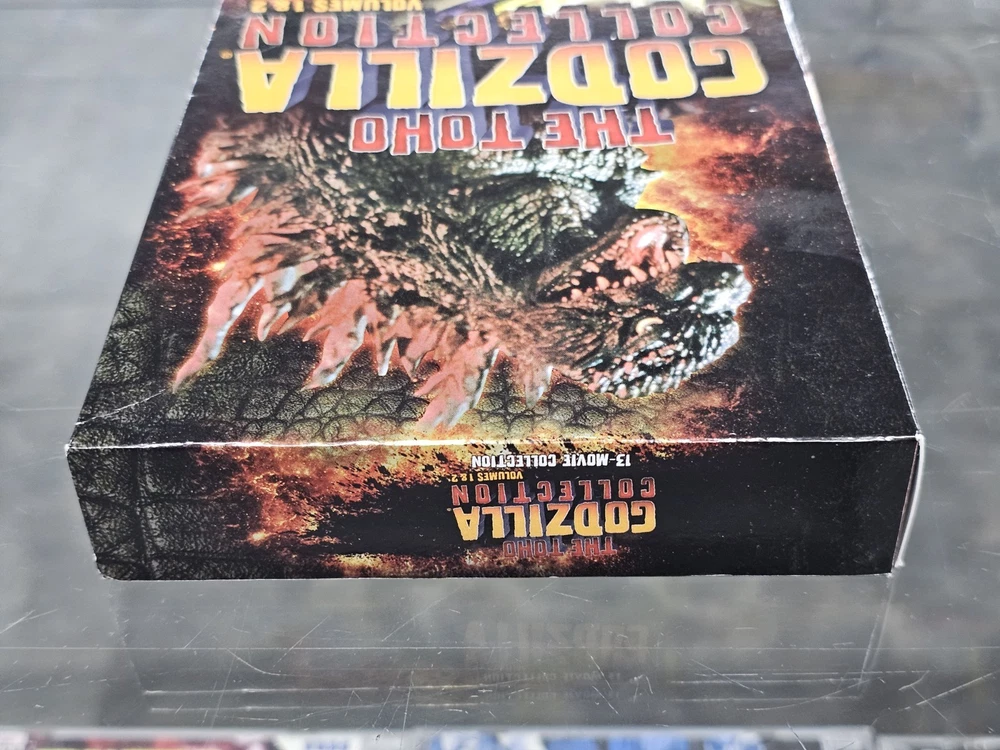 THE TOHO
GODZILLA
COLLECTION
VOLUMES 1 & 2
THE TOHO
GODZILLA
COLLECTION
VOLUMES 1 & 2
13-MOVIE COLLECTION